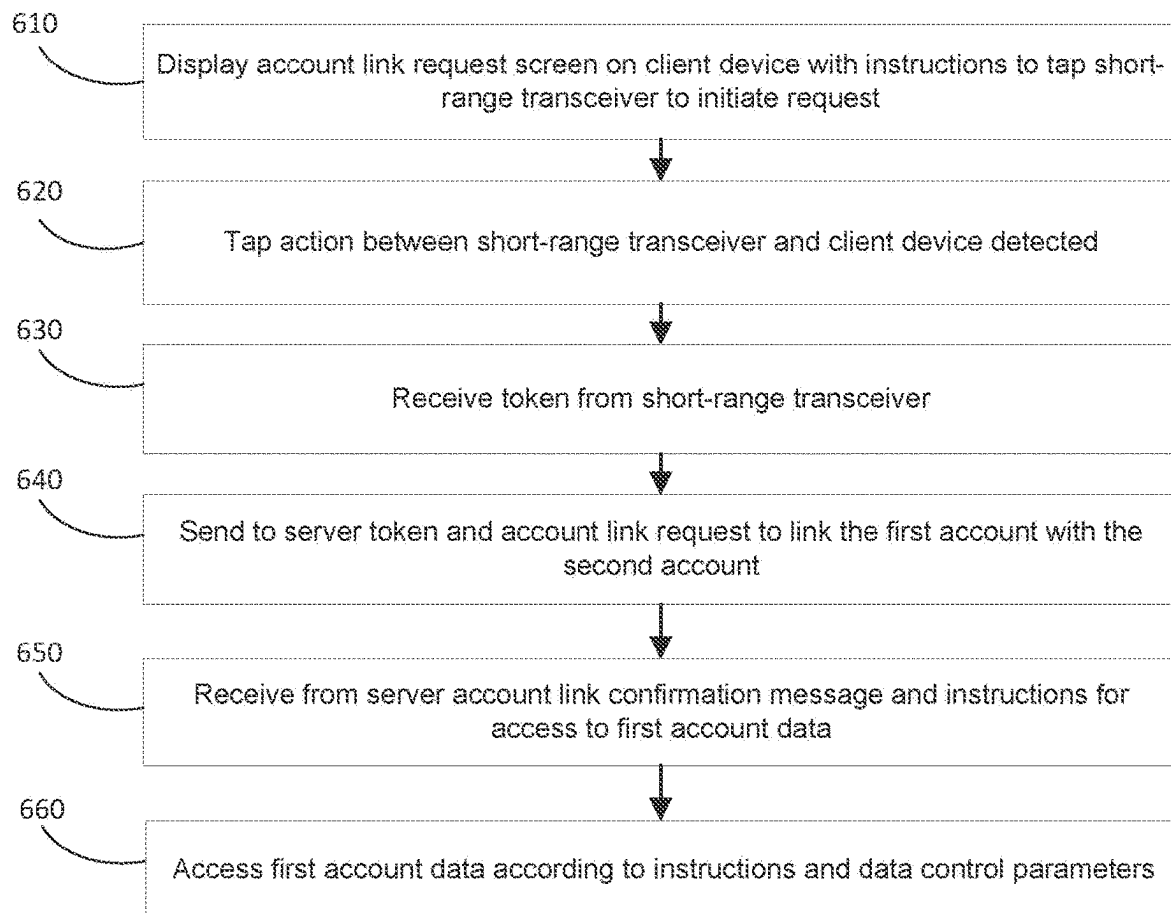 610
Display account link request screen on client device with instructions to tap short-
range transceiver to initiate request
620
Tap action between short-range transceiver and client device detected
630
Receive token from short-range transceiver
640
Send to server token and account link request to link the first account with the
second account
650
Receive from server account link confirmation message and instructions for
access to first account data
660
Access first account data according to instructions and data control parameters